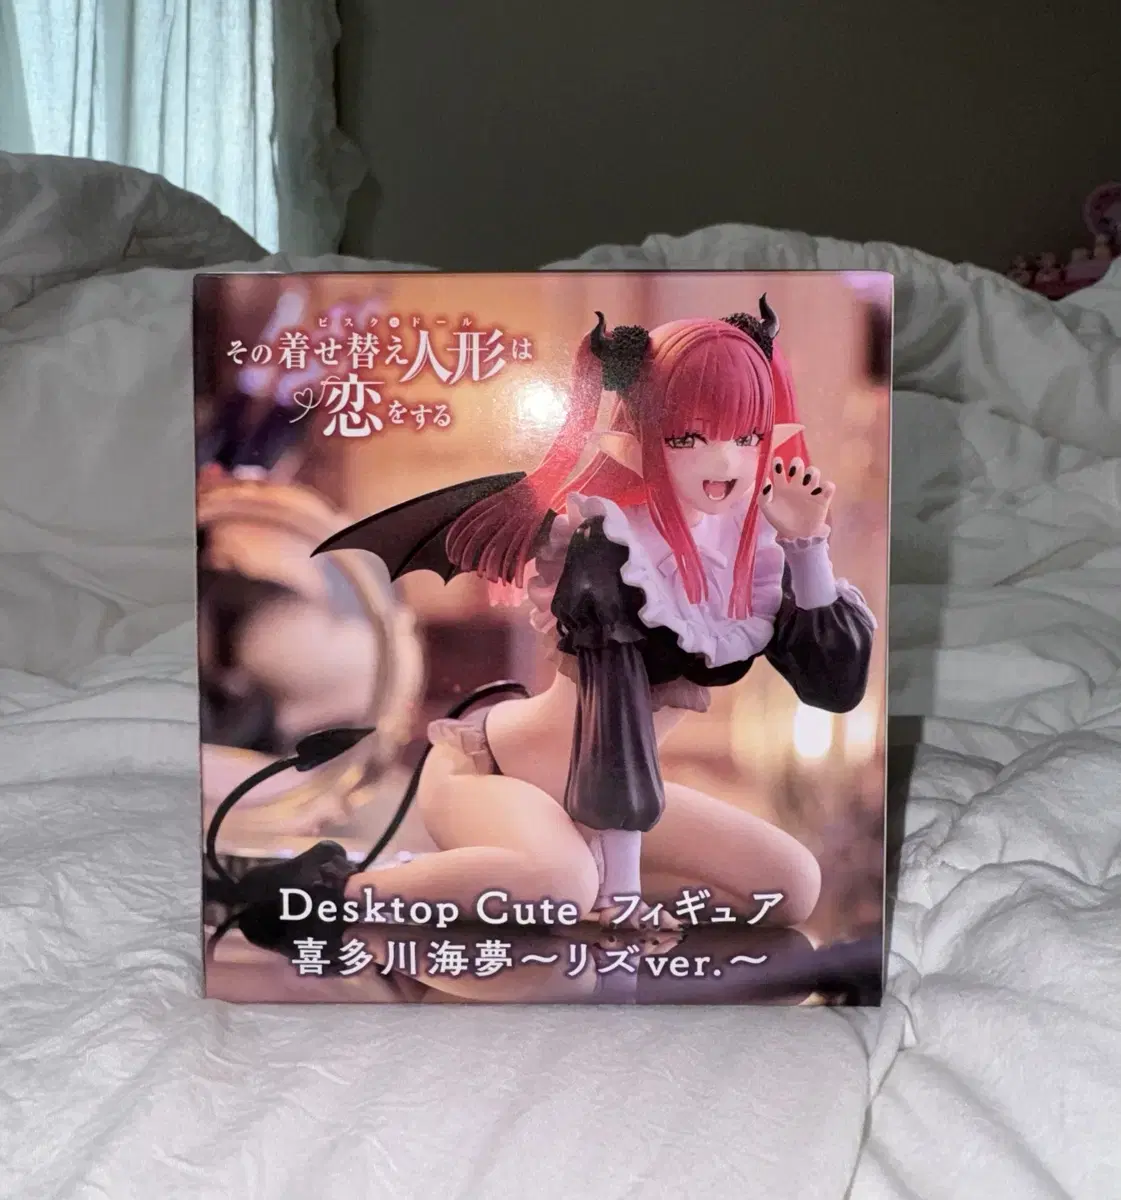 ビスク・ドール
その着せ替え人形は
恋をする
Desktop Cute フィギュア
喜多川海夢～リズver.～